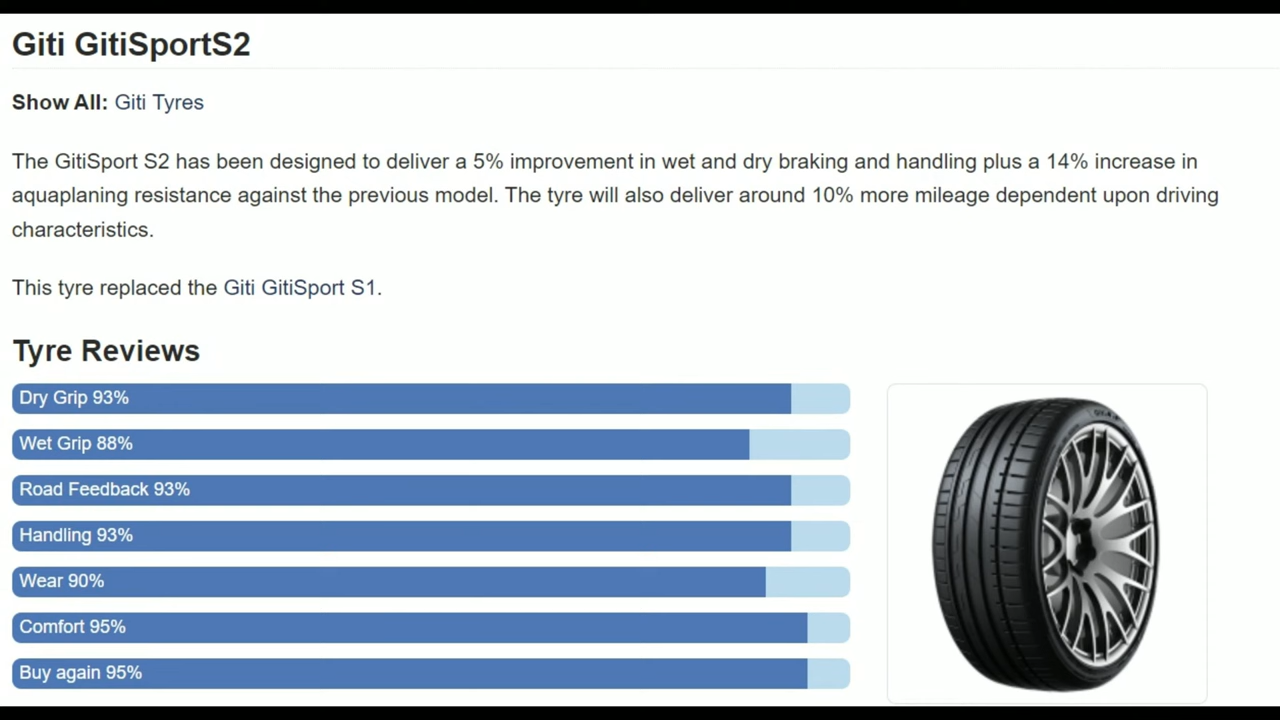 Giti GitiSportS2
Show All: Giti Tyres
The GitiSport S2 has been designed to deliver a 5% improvement in wet and dry braking and handling plus a 14% increase in
aquaplaning resistance against the previous model. The tyre will also deliver around 10% more mileage dependent upon driving
characteristics.
This tyre replaced the Giti GitiSport S1.
Tyre Reviews
Dry Grip 93%
Wet Grip 88%
Road Feedback 93%
Handling 93%
Wear 90%
Comfort 95%
Buy again 95%